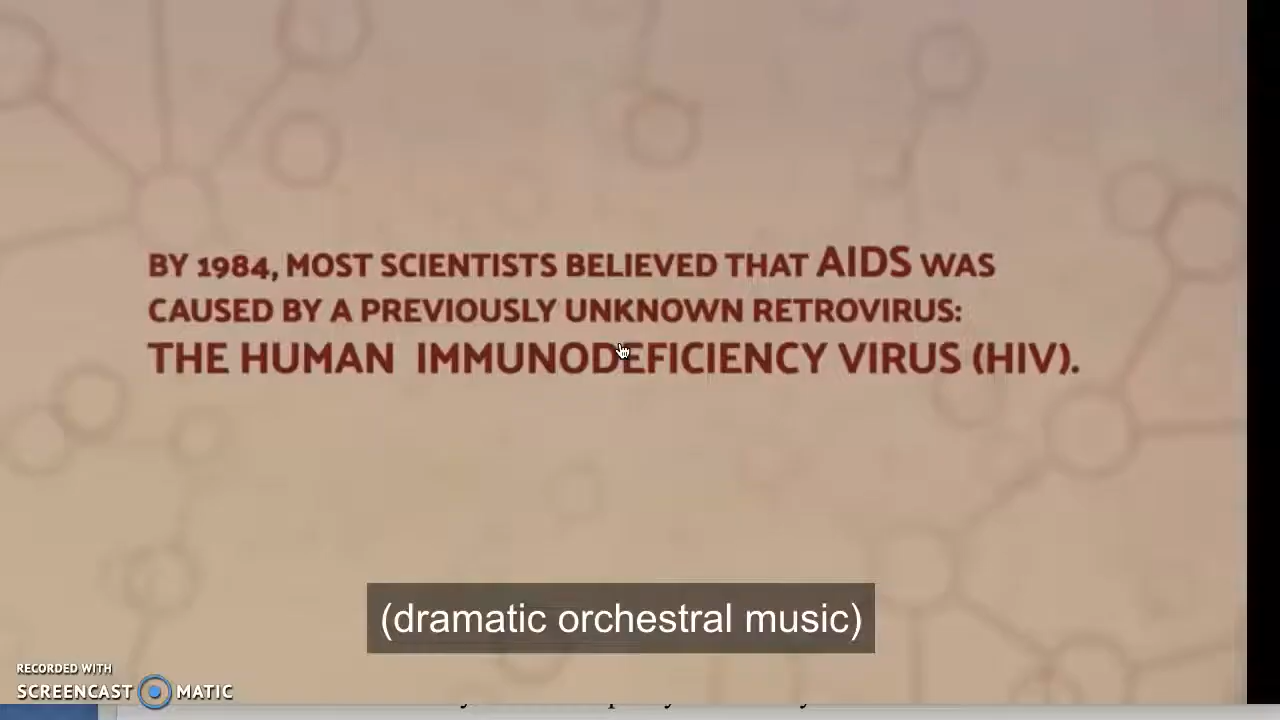 BY 1984, MOST SCIENTISTS BELIEVED THAT AIDS WAS
CAUSED BY A PREVIOUSLY UNKNOWN RETROVIRUS:
THE HUMAN IMMUNODEFICIENCY VIRUS (HIV).
(dramatic orchestral music)
RECORDED WITH
SCREENCAST MATIC